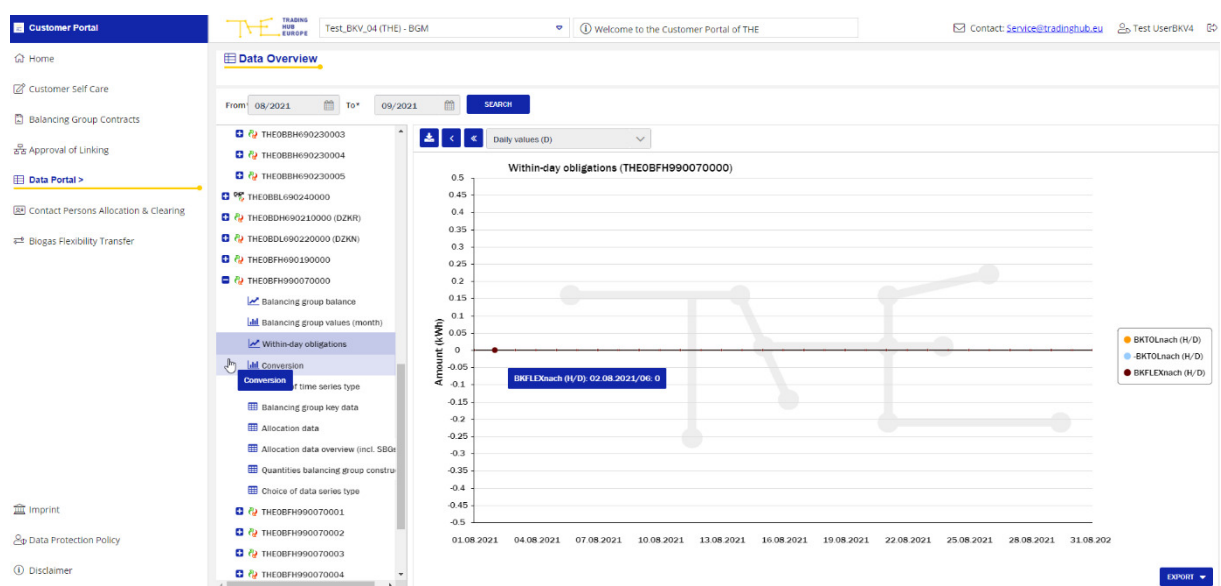 Customer Portal
TRADING
HUB
EUROPE
Test_BKV_04 (THE) - BGM
Welcome to the Customer Portal of THE
Contact: Service@tradinghub.eu
Test UserBKV4
Home
Customer Self Care
Balancing Group Contracts
Approval of Linking
Data Portal >
Contact Persons Allocation & Clearing
Biogas Flexibility Transfer
Imprint
Data Protection Policy
Disclaimer
Data Overview
From* 08/2021 To* 09/2021 SEARCH
THE0BBH690230003
THE0BBH690230004
THE0BBH690230005
THE0BBL690240000
THE0BDH690210000 (DZKR)
THE0BDL690220000 (DZKN)
THE0BFH690190000
THE0BFH990070000
Balancing group balance
Balancing group values (month)
Within-day obligations
Conversion
Conversion
of time series type
Balancing group key data
Allocation data
Allocation data overview (incl. SBGs
Quantities balancing group constru
Choice of data series type
THE0BFH990070001
THE0BFH990070002
THE0BFH990070003
THE0BFH990070004
Daily values (D)
Within-day obligations (THE0BFH990070000)
Amount (kWh)
0.5
0.45
0.4
0.35
0.3
0.25
0.2
0.15
0.1
0.05
0
-0.05
-0.1
-0.15
-0.2
-0.25
-0.3
-0.35
-0.4
-0.45
-0.5
BKFLEXnach (H/D): 02.08.2021/06: 0
01.08.2021 04.08.2021 07.08.2021 10.08.2021 13.08.2021 16.08.2021 19.08.2021 22.08.2021 25.08.2021 28.08.2021 31.08.202
BKTOLnach (H/D)
-BKTOLnach (H/D)
BKFLEXnach (H/D)
EXPORT